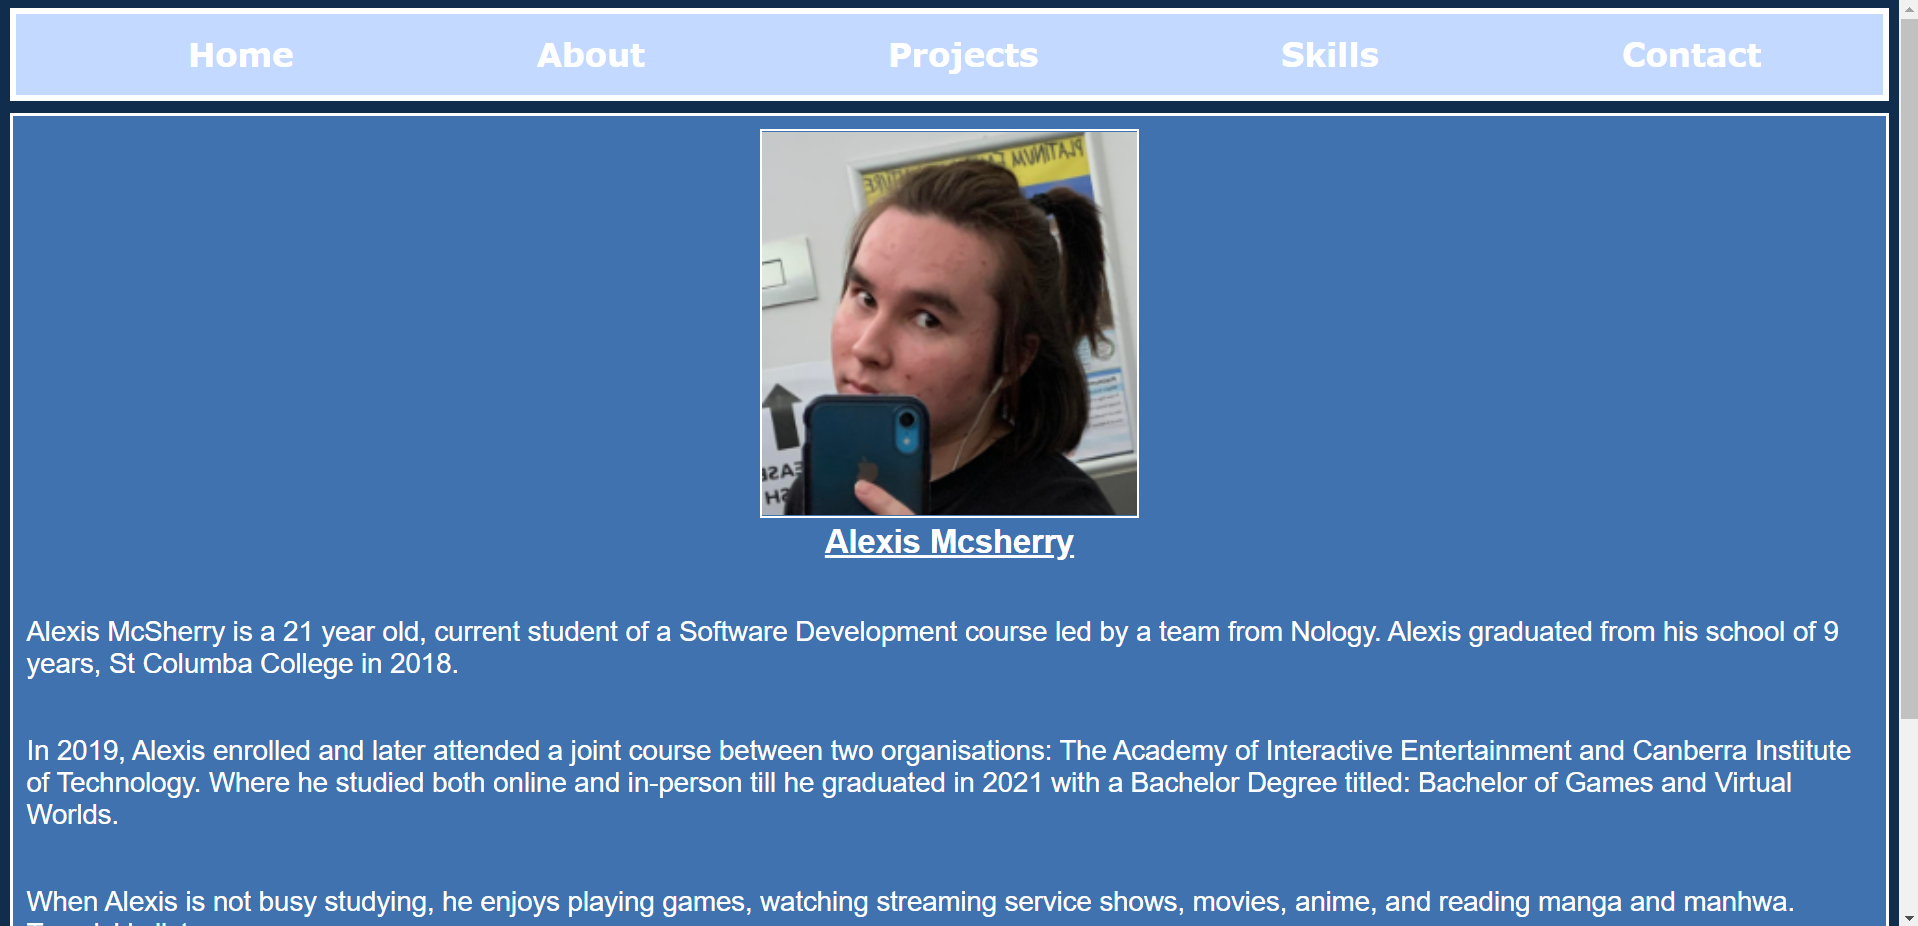 Home About Projects Skills Contact
PLATINUM
Alexis Mcsherry
Alexis McSherry is a 21 year old, current student of a Software Development course led by a team from Nology. Alexis graduated from his school of 9
years, St Columba College in 2018.
In 2019, Alexis enrolled and later attended a joint course between two organisations: The Academy of Interactive Entertainment and Canberra Institute
of Technology. Where he studied both online and in-person till he graduated in 2021 with a Bachelor Degree titled: Bachelor of Games and Virtual
Worlds.
When Alexis is not busy studying, he enjoys playing games, watching streaming service shows, movies, anime, and reading manga and manhwa.